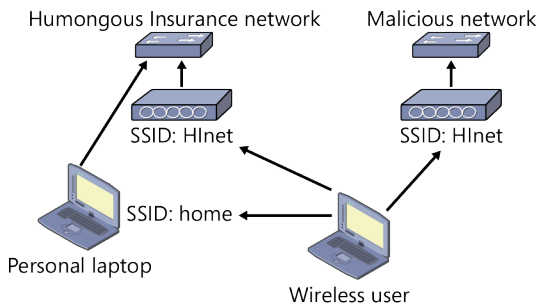 Humongous Insurance network
Malicious network
SSID: HInet
SSID: HInet
SSID: home
Personal laptop
Wireless user